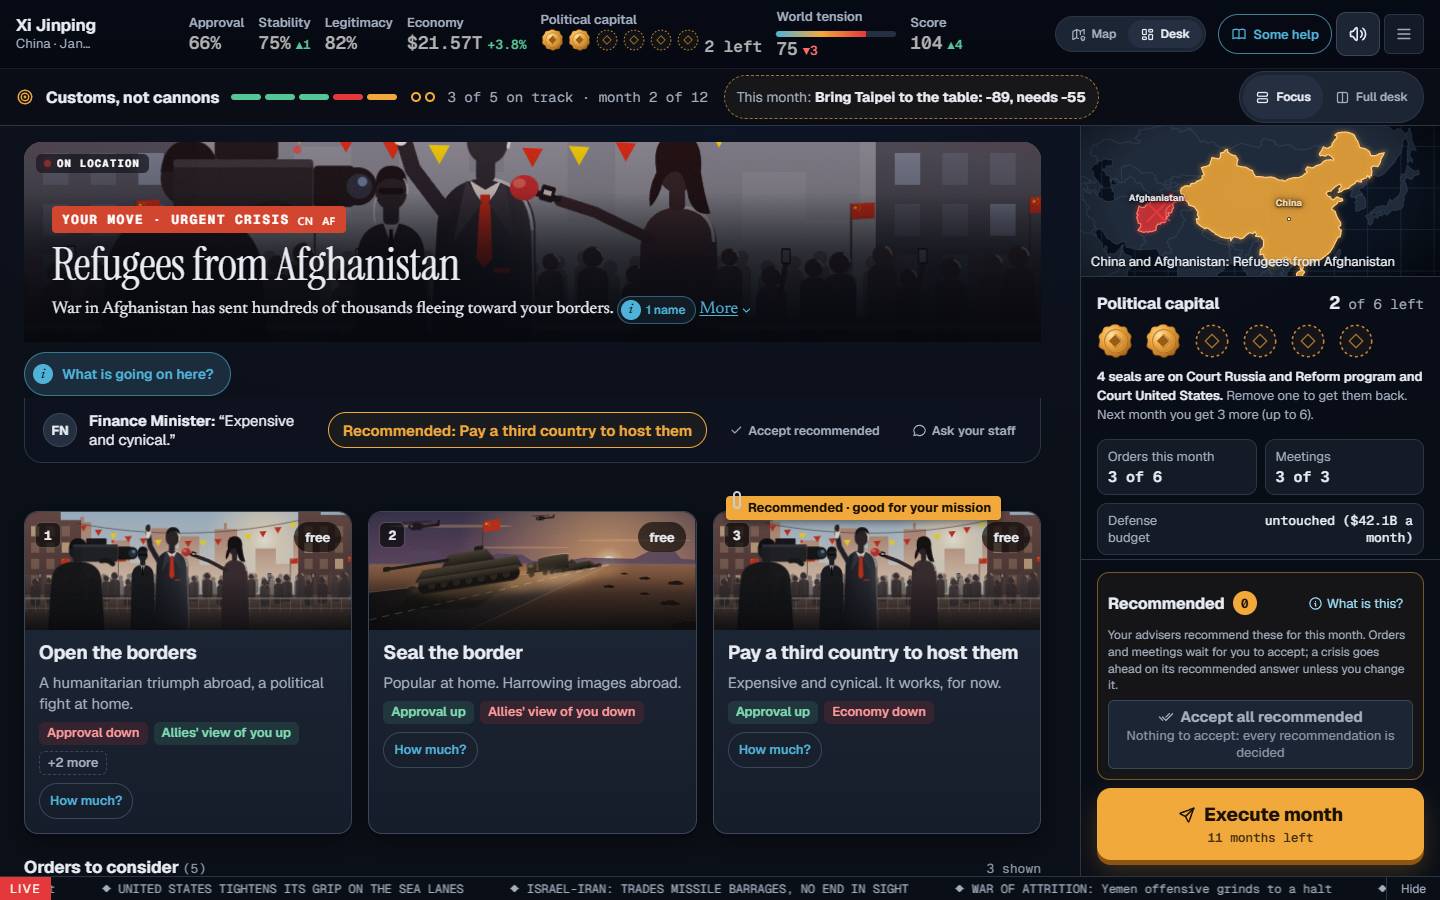 Xi Jinping
China · Jan...
Approval
66%
Stability
75% ▴1
Legitimacy
82%
Economy
$21.57T +3.8%
Political capital
2 left
World tension
75 ▾3
Score
104 ▴4
Map
Desk
Some help
Customs, not cannons
3 of 5 on track · month 2 of 12
This month: Bring Taipei to the table: -89, needs -55
Focus
Full desk
ON LOCATION
YOUR MOVE · URGENT CRISIS CN AF
Refugees from Afghanistan
War in Afghanistan has sent hundreds of thousands fleeing toward your borders. i 1 name More
i What is going on here?
FN
Finance Minister: “Expensive
and cynical.”
Recommended: Pay a third country to host them
Accept recommended
Ask your staff
Recommended · good for your mission
1
free
Open the borders
A humanitarian triumph abroad, a political
fight at home.
Approval down
Allies' view of you up
+2 more
How much?
2
free
Seal the border
Popular at home. Harrowing images abroad.
Approval up
Allies' view of you down
How much?
3
free
Pay a third country to host them
Expensive and cynical. It works, for now.
Approval up
Economy down
How much?
Orders to consider (5)
3 shown
Afghanistan
China
China and Afghanistan: Refugees from Afghanistan
Political capital
2 of 6 left
4 seals are on Court Russia and Reform program and
Court United States. Remove one to get them back.
Next month you get 3 more (up to 6).
Orders this month
3 of 6
Meetings
3 of 3
Defense
budget
untouched ($42.1B a
month)
Recommended 0
What is this?
Your advisers recommend these for this month. Orders
and meetings wait for you to accept; a crisis goes
ahead on its recommended answer unless you change
it.
Accept all recommended
Nothing to accept: every recommendation is
decided
Execute month
11 months left
LIVE
t ◆ UNITED STATES TIGHTENS ITS GRIP ON THE SEA LANES ◆ ISRAEL-IRAN: TRADES MISSILE BARRAGES, NO END IN SIGHT ◆ WAR OF ATTRITION: Yemen offensive grinds to a halt ◆
Hide